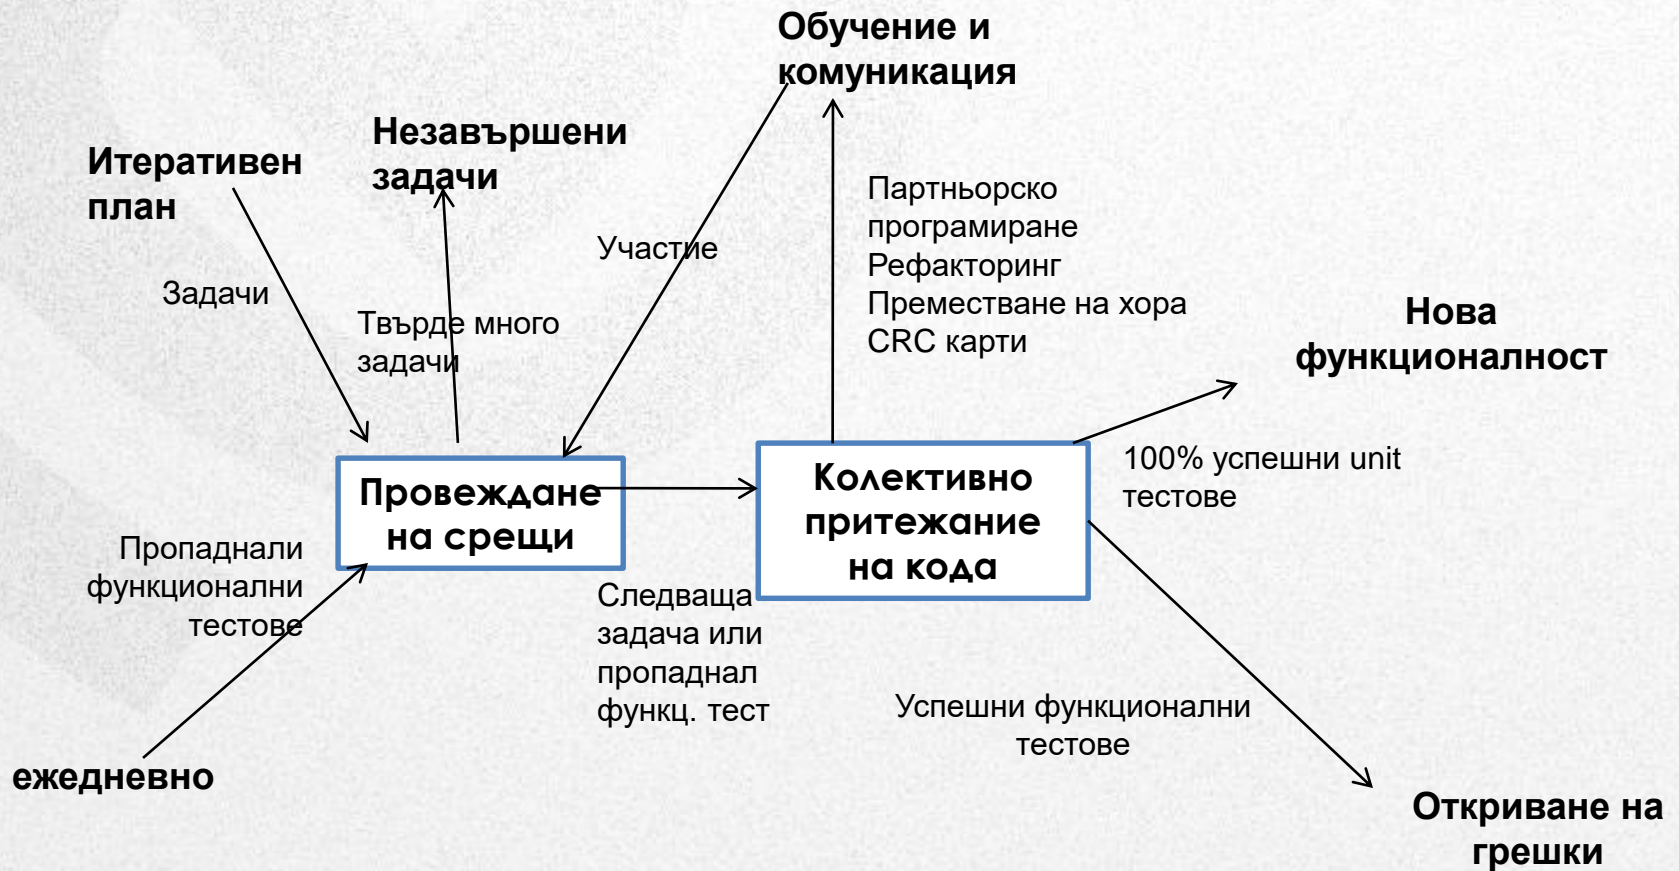 Обучение и
комуникация
Незавършени
задачи
Итеративен
план
Партньорско
програмиране
Рефакторинг
Преместване на хора
CRC карти
Участие
Задачи
Твърде много
задачи
Нова
функционалност
100% успешни unit
тестове
Провеждане
на срещи
Колективно
притежание
на кода
Пропаднали
функционални
тестове
Следваща
задача или
пропаднал
функц. тест
Успешни функционални
тестове
ежедневно
Откриване на
грешки